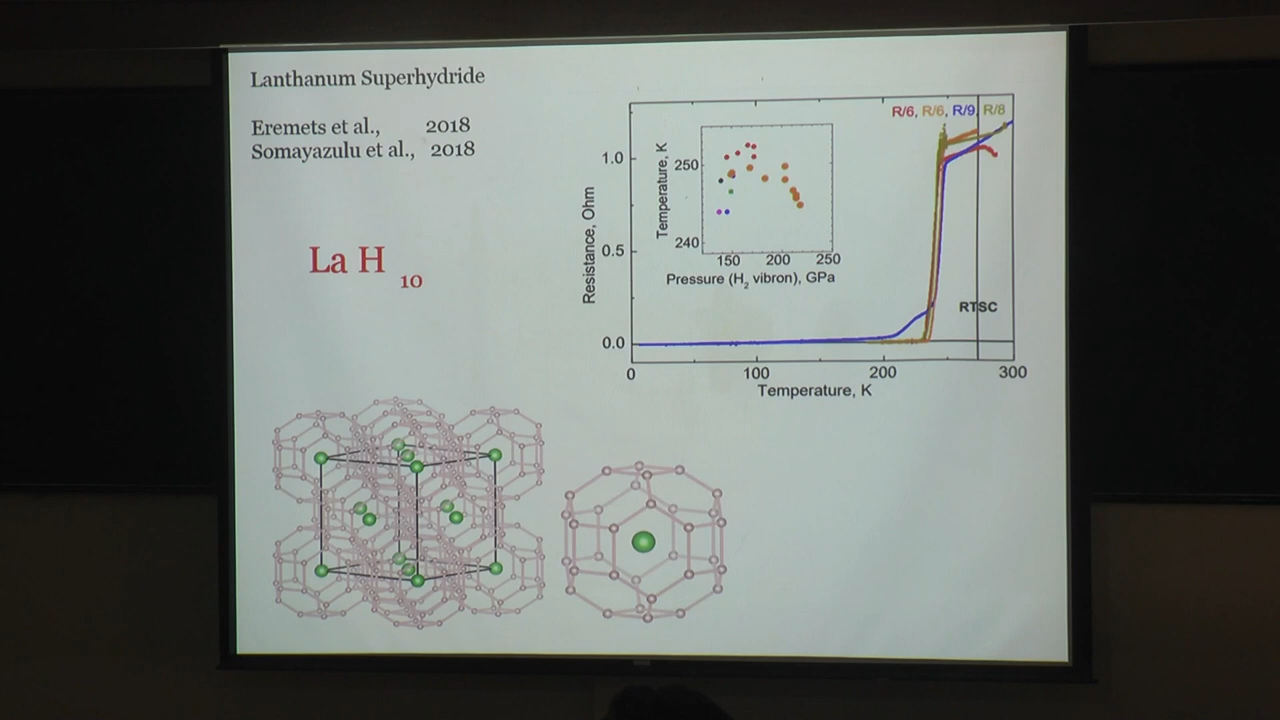 Lanthanum Superhydride
Eremets et al., 2018
Somayazulu et al., 2018
La H 10
R/6, R/6, R/9, R/8
1.0
0.5
0.0
Resistance, Ohm
0
100
200
300
Temperature, K
RTSC
250
240
Temperature, K
150
200
250
Pressure (H2 vibron), GPa